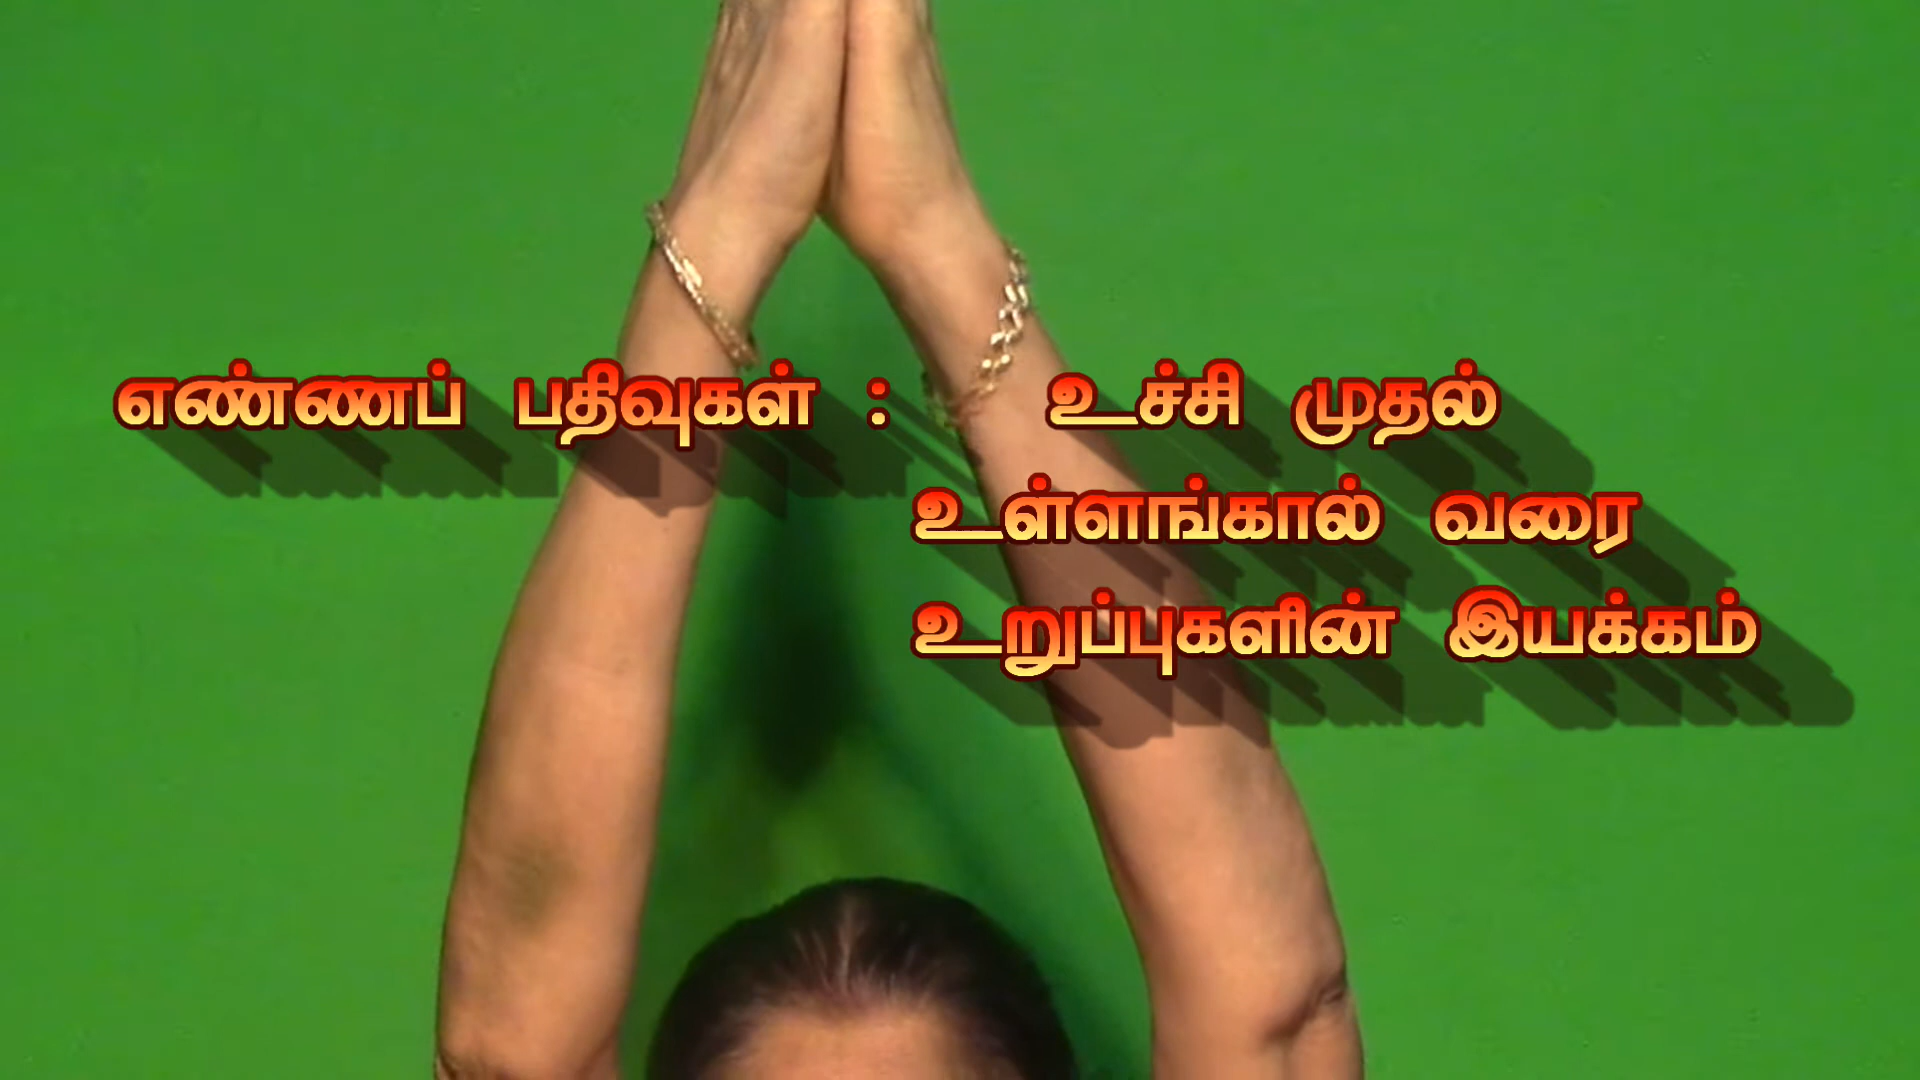 எண்ணப் பதிவுகள் : உச்சி முதல்
உள்ளங்கால் வரை
உறுப்புகளின் இயக்கம்